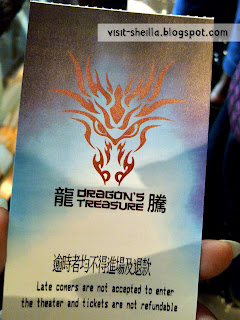 visit-sheilla.blogspot.com
龍 DRAGON'S TREASURE 騰
逾時者均不得進場及退款
Late comers are not accepted to enter
the theater and tickets are not refundable